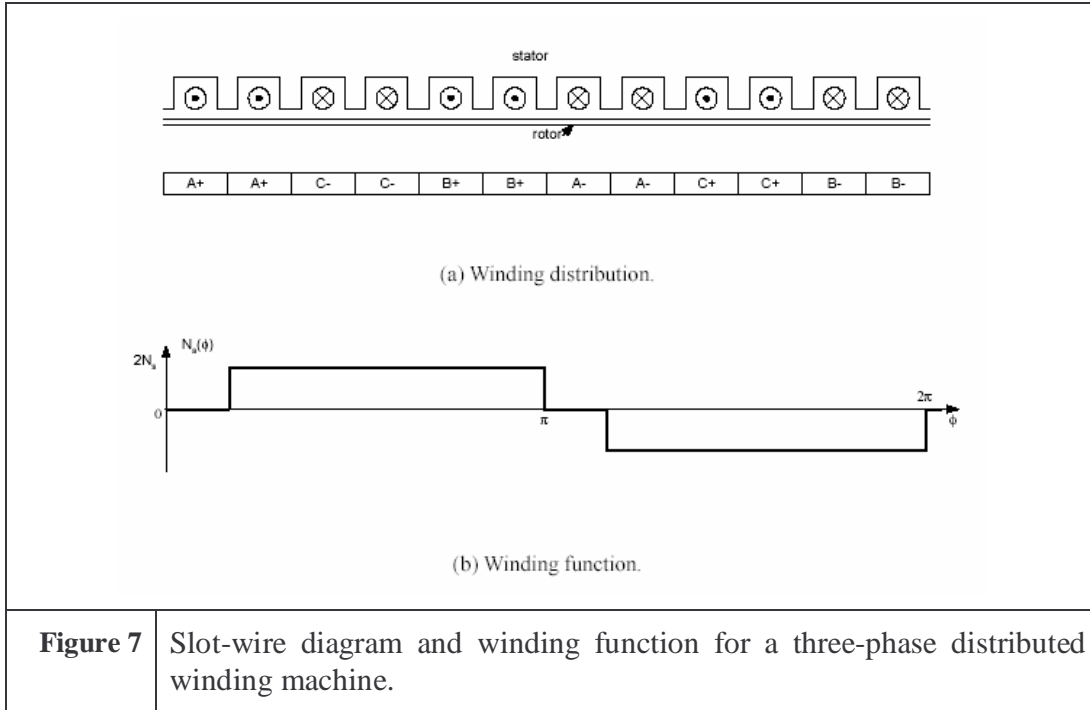 stator
rotor
A+ A+ C- C- B+ B+ A- A- C+ C+ B- B-
(a) Winding distribution.
2Nₛ Nₐ(ϕ)
0 π 2π ϕ
(b) Winding function.
Figure 7 Slot-wire diagram and winding function for a three-phase distributed
winding machine.